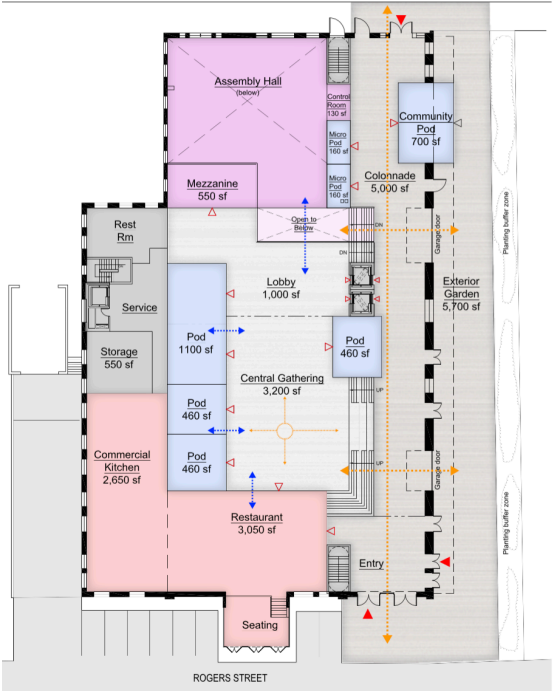 Assembly Hall
(below)
Control
Room
130 sf
Micro
Pod
160 sf
Community
Pod
700 sf
Colonnade
5,000 sf
Micro
Pod
160 sf
Mezzanine
550 sf
Open to
Below
DN
DN
Garage door
Planting buffer zone
Rest
Rm
Lobby
1,000 sf
Exterior
Garden
5,700 sf
Service
Pod
1100 sf
Pod
460 sf
Storage
550 sf
Central Gathering
3,200 sf
UP
Pod
460 sf
Commercial
Kitchen
2,650 sf
Pod
460 sf
UP
Garage door
Planting buffer zone
Restaurant
3,050 sf
Entry
Seating
ROGERS STREET